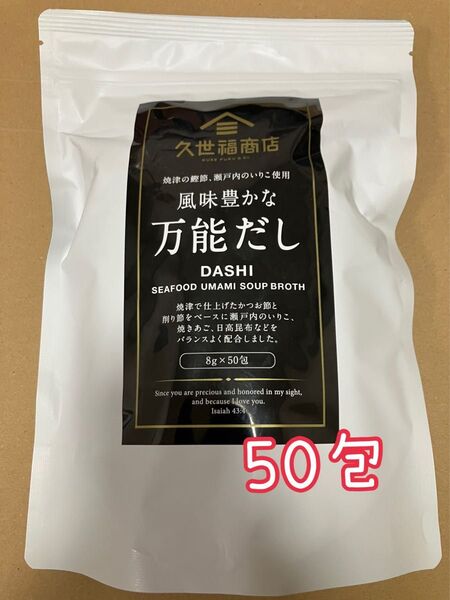 久世福商店
KUZE FUKU & CO.
焼津の鰹節、瀬戸内のいりこ使用
風味豊かな
万能だし
DASHI
SEAFOOD UMAMI SOUP BROTH
焼津で仕上げたかつお節と
削り節をベースに瀬戸内のいりこ、
焼きあご、日高昆布などを
バランスよく配合しました。
8g×50包
Since you are precious and honored in my sight,
and because I love you.
Isaiah 43:4
50包